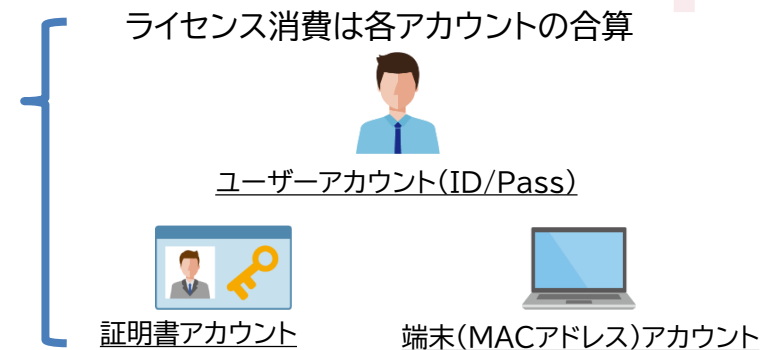 ライセンス消費は各アカウントの合算
ユーザーアカウント(ID/Pass)
証明書アカウント
端末(MACアドレス)アカウント